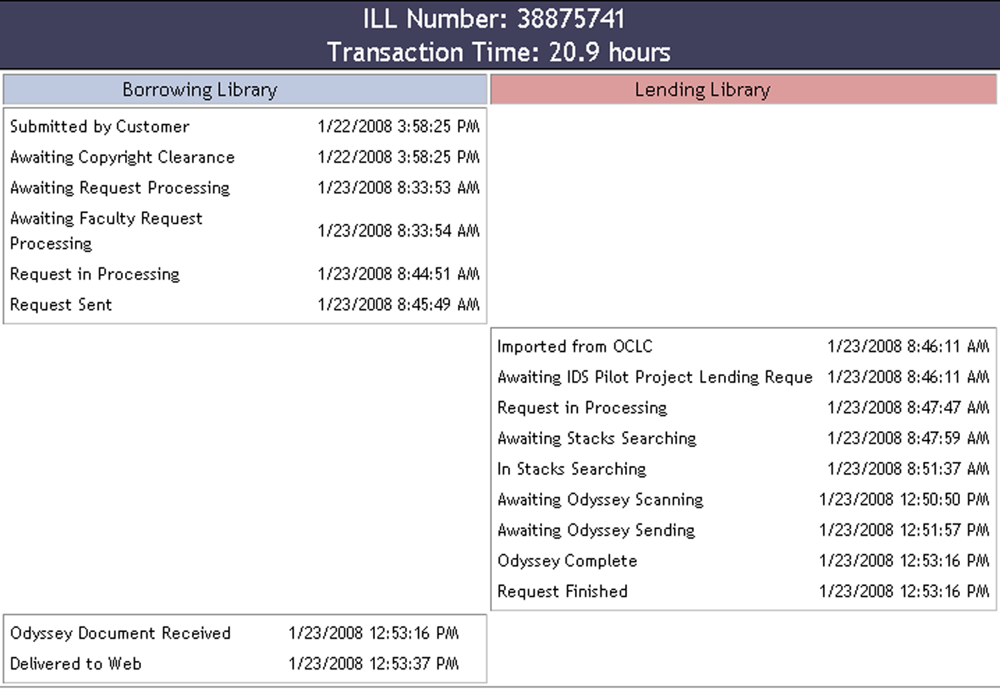 ILL Number: 38875741
Transaction Time: 20.9 hours
Borrowing Library Lending Library
Submitted by Customer 1/22/2008 3:58:25 PM
Awaiting Copyright Clearance 1/22/2008 3:58:25 PM
Awaiting Request Processing 1/23/2008 8:33:53 AM
Awaiting Faculty Request
Processing 1/23/2008 8:33:54 AM
Request in Processing 1/23/2008 8:44:51 AM
Request Sent 1/23/2008 8:45:49 AM
Imported from OCLC 1/23/2008 8:46:11 AM
Awaiting IDS Pilot Project Lending Reque 1/23/2008 8:46:11 AM
Request in Processing 1/23/2008 8:47:47 AM
Awaiting Stacks Searching 1/23/2008 8:47:59 AM
In Stacks Searching 1/23/2008 8:51:37 AM
Awaiting Odyssey Scanning 1/23/2008 12:50:50 PM
Awaiting Odyssey Sending 1/23/2008 12:51:57 PM
Odyssey Complete 1/23/2008 12:53:16 PM
Request Finished 1/23/2008 12:53:16 PM
Odyssey Document Received 1/23/2008 12:53:16 PM
Delivered to Web 1/23/2008 12:53:37 PM